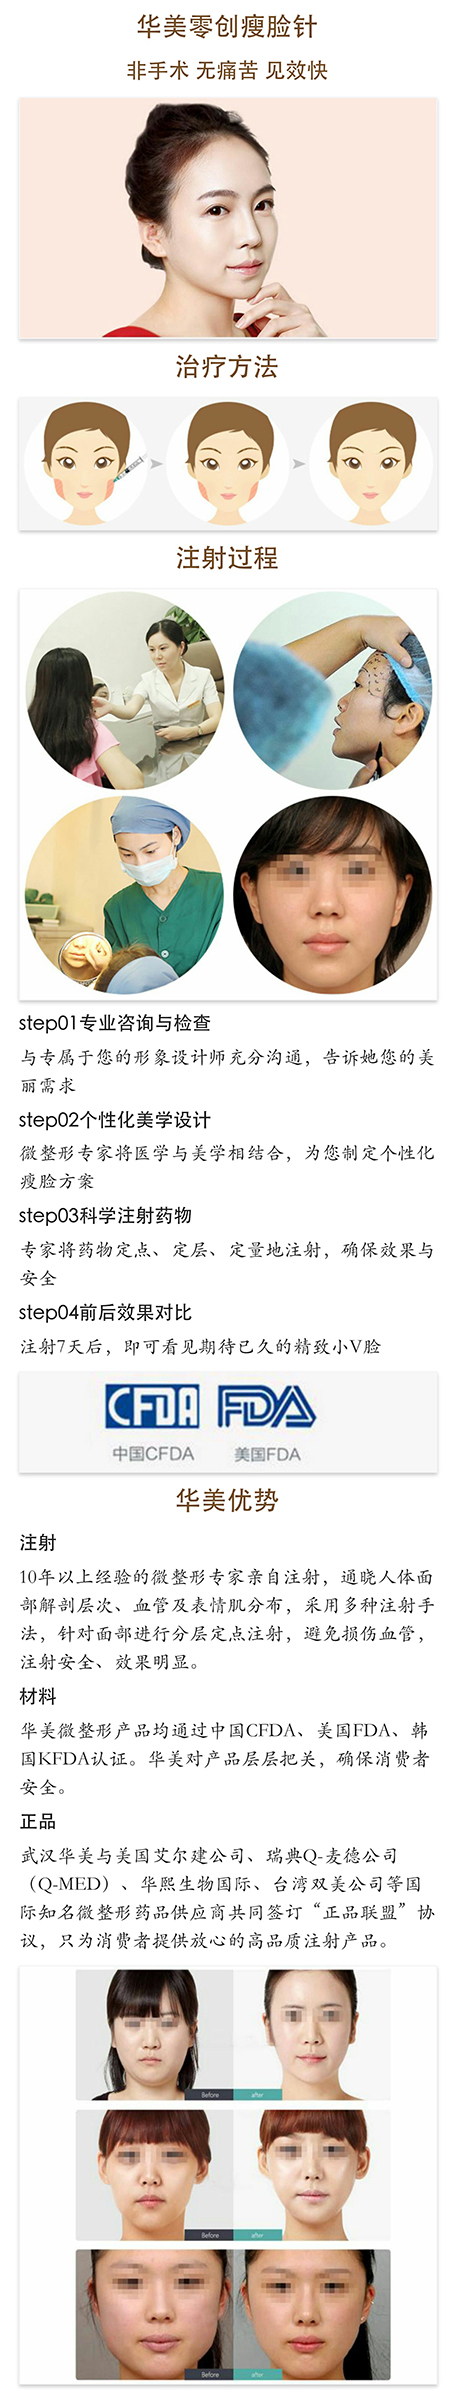 华美零创瘦脸针
非手术 无痛苦 见效快
治疗方法
注射过程
step01专业咨询与检查
与专属于您的形象设计师充分沟通，告诉她您的美
丽需求
step02个性化美学设计
微整形专家将医学与美学相结合，为您制定个性化
瘦脸方案
step03科学注射药物
专家将药物定点、定层、定量地注射，确保效果与
安全
step04前后效果对比
注射7天后，即可看见期待已久的精致小V脸
CFDA FDA
中国CFDA 美国FDA
华美优势
注射
10年以上经验的微整形专家亲自注射，通晓人体面
部解剖层次、血管及表情肌分布，采用多种注射手
法，针对面部进行分层定点注射，避免损伤血管，
注射安全、效果明显。
材料
华美微整形产品均通过中国CFDA、美国FDA、韩
国KFDA认证。华美对产品层层把关，确保消费者
安全。
正品
武汉华美与美国艾尔建公司、瑞典Q-麦德公司
（Q-MED）、华熙生物国际、台湾双美公司等国
际知名微整形药品供应商共同签订“正品联盟”协
议，只为消费者提供放心的高品质注射产品。
Before after
Before after
Before after